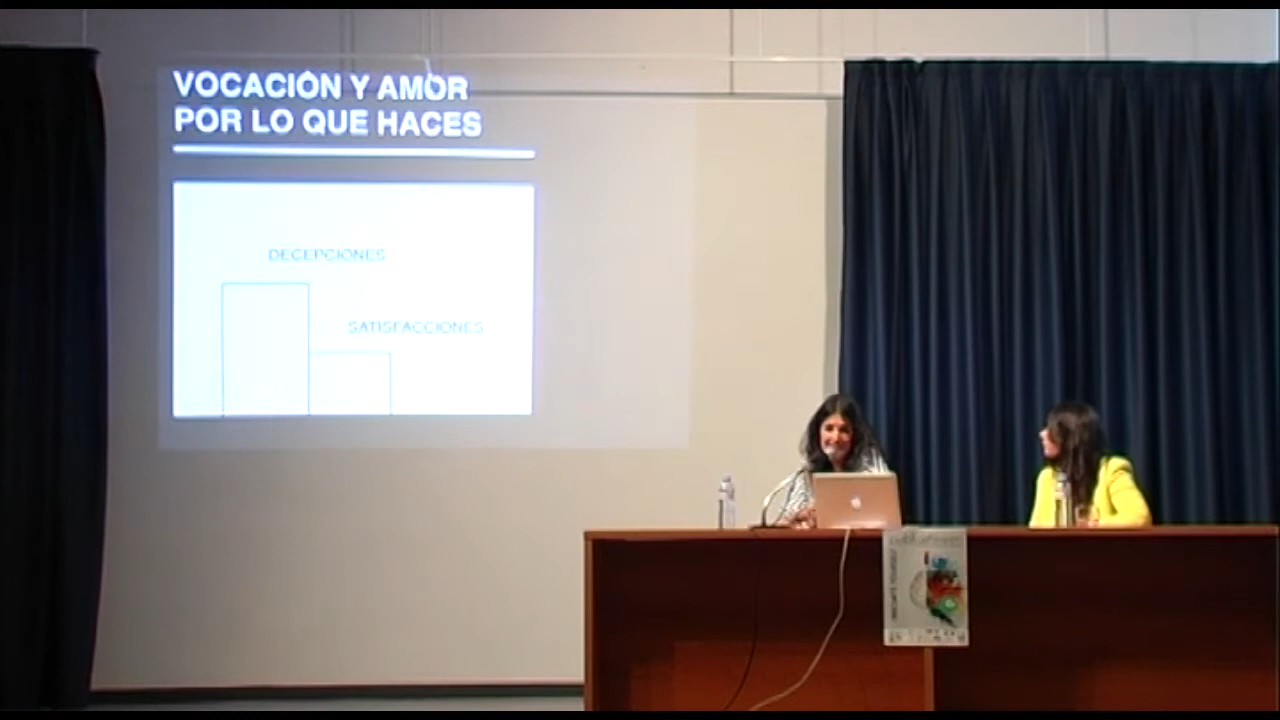 VOCACIÓN Y AMOR
POR LO QUE HACES
DECEPCIONES
SATISFACCIONES